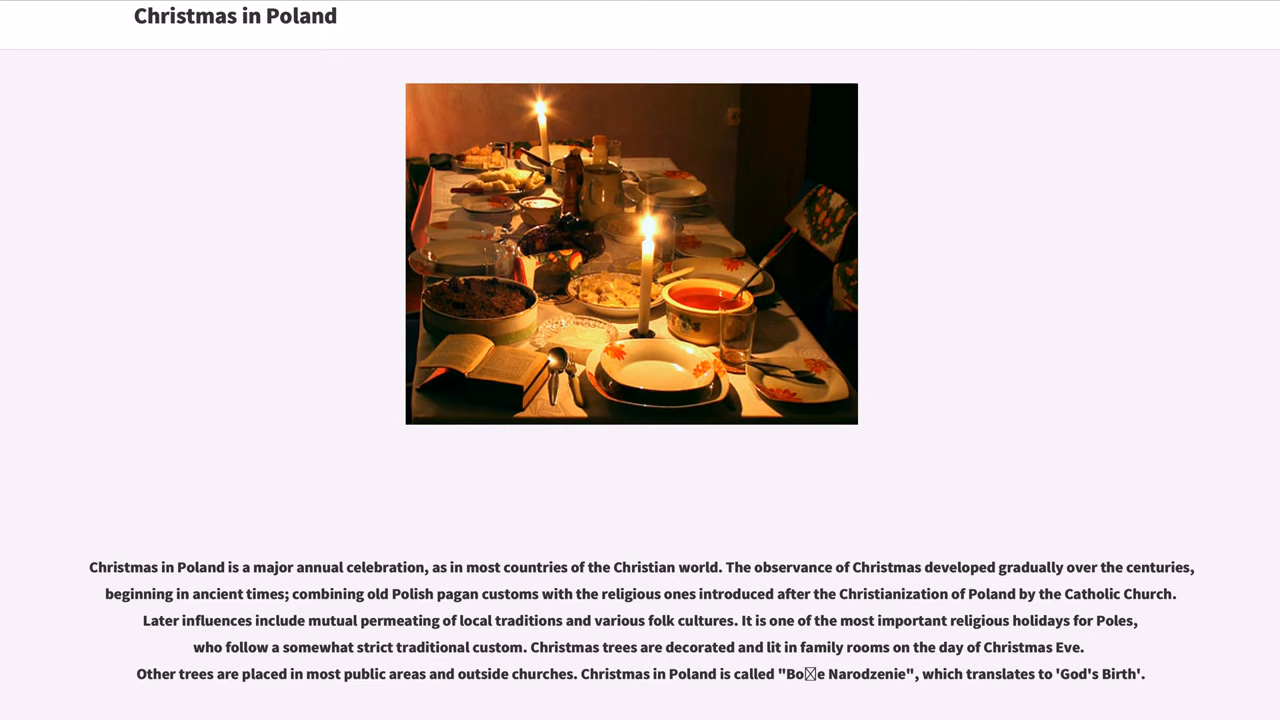 Christmas in Poland
Christmas in Poland is a major annual celebration, as in most countries of the Christian world. The observance of Christmas developed gradually over the centuries,
beginning in ancient times; combining old Polish pagan customs with the religious ones introduced after the Christianization of Poland by the Catholic Church.
Later influences include mutual permeating of local traditions and various folk cultures. It is one of the most important religious holidays for Poles,
who follow a somewhat strict traditional custom. Christmas trees are decorated and lit in family rooms on the day of Christmas Eve.
Other trees are placed in most public areas and outside churches. Christmas in Poland is called "Bo☒e Narodzenie", which translates to 'God's Birth'.